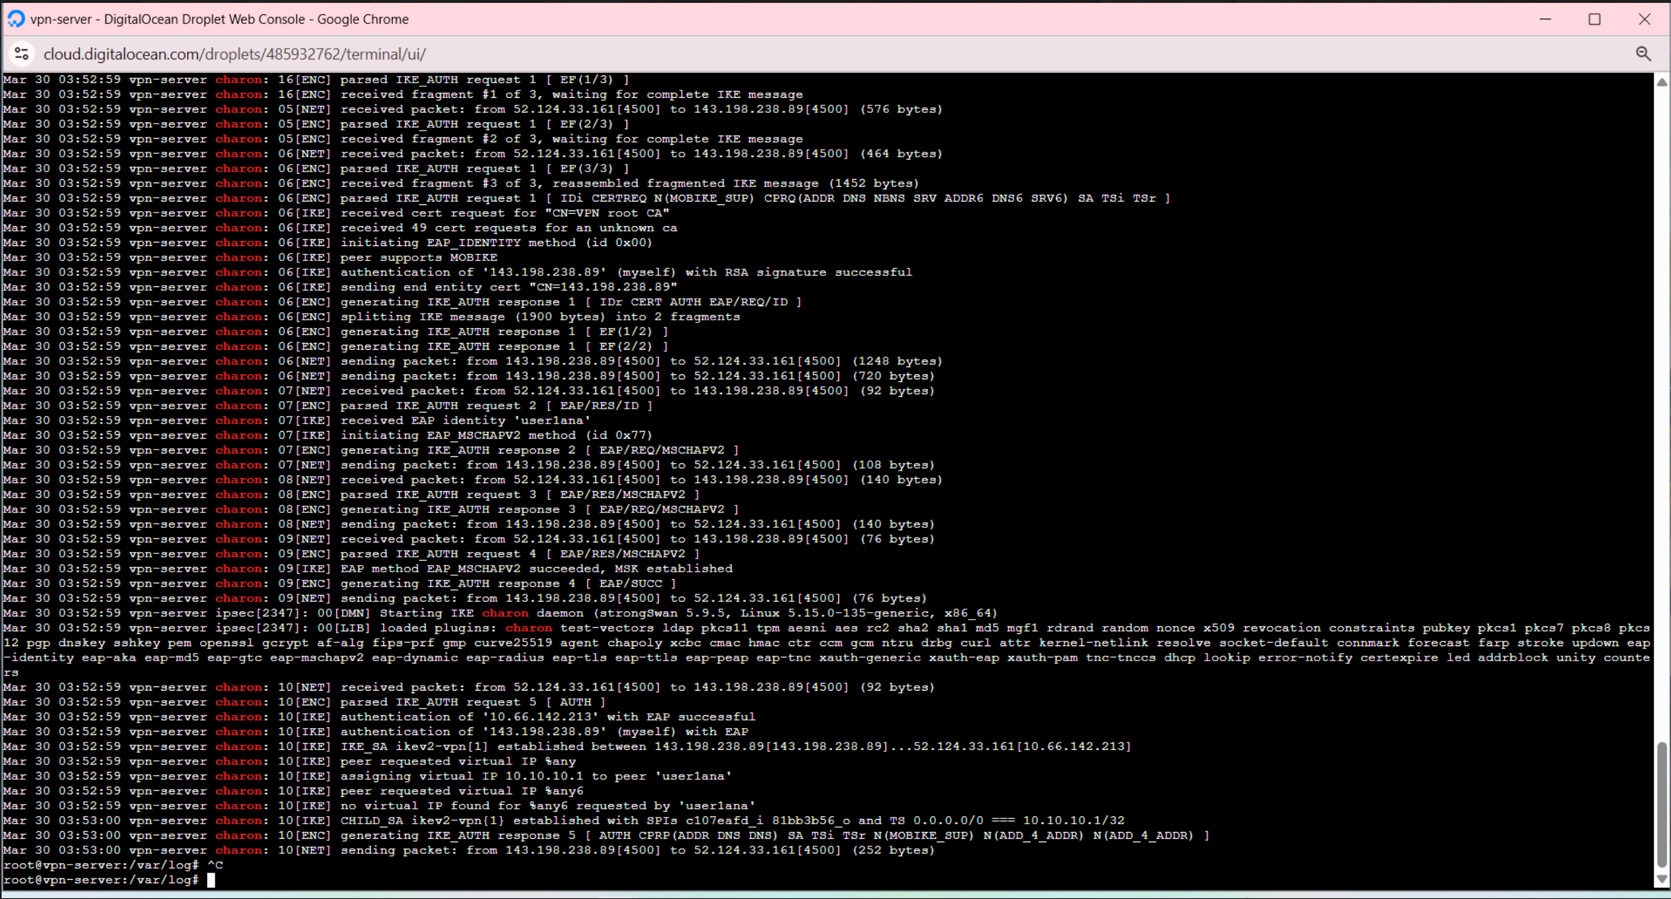 vpn-server - DigitalOcean Droplet Web Console - Google Chrome
cloud.digitalocean.com/droplets/485932762/terminal/ui/
Mar 30 03:52:59 vpn-server charon: 16[ENC] parsed IKE_AUTH request 1 [ EF(1/3) ]
Mar 30 03:52:59 vpn-server charon: 16[ENC] received fragment #1 of 3, waiting for complete IKE message
Mar 30 03:52:59 vpn-server charon: 05[NET] received packet: from 52.124.33.161[4500] to 143.198.238.89[4500] (576 bytes)
Mar 30 03:52:59 vpn-server charon: 05[ENC] parsed IKE_AUTH request 1 [ EF(2/3) ]
Mar 30 03:52:59 vpn-server charon: 05[ENC] received fragment #2 of 3, waiting for complete IKE message
Mar 30 03:52:59 vpn-server charon: 06[NET] received packet: from 52.124.33.161[4500] to 143.198.238.89[4500] (464 bytes)
Mar 30 03:52:59 vpn-server charon: 06[ENC] parsed IKE_AUTH request 1 [ EF(3/3) ]
Mar 30 03:52:59 vpn-server charon: 06[ENC] received fragment #3 of 3, reassembled fragmented IKE message (1452 bytes)
Mar 30 03:52:59 vpn-server charon: 06[ENC] parsed IKE_AUTH request 1 [ IDi CERTREQ N(MOBIKE_SUP) CPRQ(ADDR DNS NBNS SRV ADDR6 DNS6 SRV6) SA TSi TSr ]
Mar 30 03:52:59 vpn-server charon: 06[IKE] received cert request for "CN=VPN root CA"
Mar 30 03:52:59 vpn-server charon: 06[IKE] received 49 cert requests for an unknown ca
Mar 30 03:52:59 vpn-server charon: 06[IKE] initiating EAP_IDENTITY method (id 0x00)
Mar 30 03:52:59 vpn-server charon: 06[IKE] peer supports MOBIKE
Mar 30 03:52:59 vpn-server charon: 06[IKE] authentication of '143.198.238.89' (myself) with RSA signature successful
Mar 30 03:52:59 vpn-server charon: 06[IKE] sending end entity cert "CN=143.198.238.89"
Mar 30 03:52:59 vpn-server charon: 06[ENC] generating IKE_AUTH response 1 [ IDr CERT AUTH EAP/REQ/ID ]
Mar 30 03:52:59 vpn-server charon: 06[ENC] splitting IKE message (1900 bytes) into 2 fragments
Mar 30 03:52:59 vpn-server charon: 06[ENC] generating IKE_AUTH response 1 [ EF(1/2) ]
Mar 30 03:52:59 vpn-server charon: 06[ENC] generating IKE_AUTH response 1 [ EF(2/2) ]
Mar 30 03:52:59 vpn-server charon: 06[NET] sending packet: from 143.198.238.89[4500] to 52.124.33.161[4500] (1248 bytes)
Mar 30 03:52:59 vpn-server charon: 06[NET] sending packet: from 143.198.238.89[4500] to 52.124.33.161[4500] (720 bytes)
Mar 30 03:52:59 vpn-server charon: 07[NET] received packet: from 52.124.33.161[4500] to 143.198.238.89[4500] (92 bytes)
Mar 30 03:52:59 vpn-server charon: 07[ENC] parsed IKE_AUTH request 2 [ EAP/RES/ID ]
Mar 30 03:52:59 vpn-server charon: 07[IKE] received EAP identity 'user1ana'
Mar 30 03:52:59 vpn-server charon: 07[IKE] initiating EAP_MSCHAPV2 method (id 0x77)
Mar 30 03:52:59 vpn-server charon: 07[ENC] generating IKE_AUTH response 2 [ EAP/REQ/MSCHAPV2 ]
Mar 30 03:52:59 vpn-server charon: 07[NET] sending packet: from 143.198.238.89[4500] to 52.124.33.161[4500] (108 bytes)
Mar 30 03:52:59 vpn-server charon: 08[NET] received packet: from 52.124.33.161[4500] to 143.198.238.89[4500] (140 bytes)
Mar 30 03:52:59 vpn-server charon: 08[ENC] parsed IKE_AUTH request 3 [ EAP/RES/MSCHAPV2 ]
Mar 30 03:52:59 vpn-server charon: 08[ENC] generating IKE_AUTH response 3 [ EAP/REQ/MSCHAPV2 ]
Mar 30 03:52:59 vpn-server charon: 08[NET] sending packet: from 143.198.238.89[4500] to 52.124.33.161[4500] (140 bytes)
Mar 30 03:52:59 vpn-server charon: 09[NET] received packet: from 52.124.33.161[4500] to 143.198.238.89[4500] (76 bytes)
Mar 30 03:52:59 vpn-server charon: 09[ENC] parsed IKE_AUTH request 4 [ EAP/RES/MSCHAPV2 ]
Mar 30 03:52:59 vpn-server charon: 09[IKE] EAP method EAP_MSCHAPV2 succeeded, MSK established
Mar 30 03:52:59 vpn-server charon: 09[ENC] generating IKE_AUTH response 4 [ EAP/SUCC ]
Mar 30 03:52:59 vpn-server charon: 09[NET] sending packet: from 143.198.238.89[4500] to 52.124.33.161[4500] (76 bytes)
Mar 30 03:52:59 vpn-server ipsec[2347]: 00[DMN] Starting IKE charon daemon (strongSwan 5.9.5, Linux 5.15.0-135-generic, x86_64)
Mar 30 03:52:59 vpn-server ipsec[2347]: 00[LIB] loaded plugins: charon test-vectors ldap pkcs11 tpm aesni aes rc2 sha2 sha1 md5 mgf1 rdrand random nonce x509 revocation constraints pubkey pkcs1 pkcs7 pkcs8 pkcs
12 pgp dnskey sshkey pem openssl gcrypt af-alg fips-prf gmp curve25519 agent chapoly xcbc cmac hmac ctr ccm gcm ntru drbg curl attr kernel-netlink resolve socket-default connmark forecast farp stroke updown eap
-identity eap-aka eap-md5 eap-gtc eap-mschapv2 eap-dynamic eap-radius eap-tls eap-ttls eap-peap eap-tnc xauth-generic xauth-eap xauth-pam tnc-tnccs dhcp lookip error-notify certexpire led addrblock unity counte
rs
Mar 30 03:52:59 vpn-server charon: 10[NET] received packet: from 52.124.33.161[4500] to 143.198.238.89[4500] (92 bytes)
Mar 30 03:52:59 vpn-server charon: 10[ENC] parsed IKE_AUTH request 5 [ AUTH ]
Mar 30 03:52:59 vpn-server charon: 10[IKE] authentication of '10.66.142.213' with EAP successful
Mar 30 03:52:59 vpn-server charon: 10[IKE] authentication of '143.198.238.89' (myself) with EAP
Mar 30 03:52:59 vpn-server charon: 10[IKE] IKE_SA ikev2-vpn[1] established between 143.198.238.89[143.198.238.89]...52.124.33.161[10.66.142.213]
Mar 30 03:52:59 vpn-server charon: 10[IKE] peer requested virtual IP %any
Mar 30 03:52:59 vpn-server charon: 10[IKE] assigning virtual IP 10.10.10.1 to peer 'user1ana'
Mar 30 03:52:59 vpn-server charon: 10[IKE] peer requested virtual IP %any6
Mar 30 03:52:59 vpn-server charon: 10[IKE] no virtual IP found for %any6 requested by 'user1ana'
Mar 30 03:53:00 vpn-server charon: 10[IKE] CHILD_SA ikev2-vpn{1} established with SPIs c107eafd_i 81bb3b56_o and TS 0.0.0.0/0 === 10.10.10.1/32
Mar 30 03:53:00 vpn-server charon: 10[ENC] generating IKE_AUTH response 5 [ AUTH CPRP(ADDR DNS DNS) SA TSi TSr N(MOBIKE_SUP) N(ADD_4_ADDR) N(ADD_4_ADDR) ]
Mar 30 03:53:00 vpn-server charon: 10[NET] sending packet: from 143.198.238.89[4500] to 52.124.33.161[4500] (252 bytes)
root@vpn-server:/var/log# ^C
root@vpn-server:/var/log#